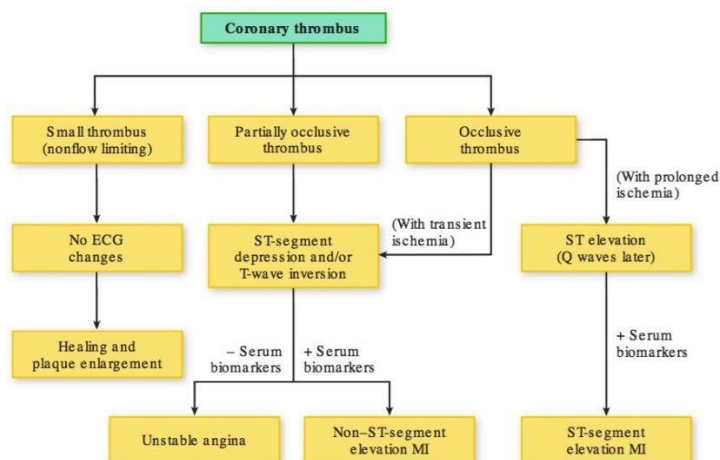 Coronary thrombus
Small thrombus
(nonflow limiting)
Partially occlusive
thrombus
Occlusive
thrombus
(With prolonged
ischemia)
(With transient
ischemia)
No ECG
changes
ST-segment
depression and/or
T-wave inversion
ST elevation
(Q waves later)
Healing and
plaque enlargement
– Serum
biomarkers
+ Serum
biomarkers
+ Serum
biomarkers
Unstable angina
Non–ST-segment
elevation MI
ST-segment
elevation MI